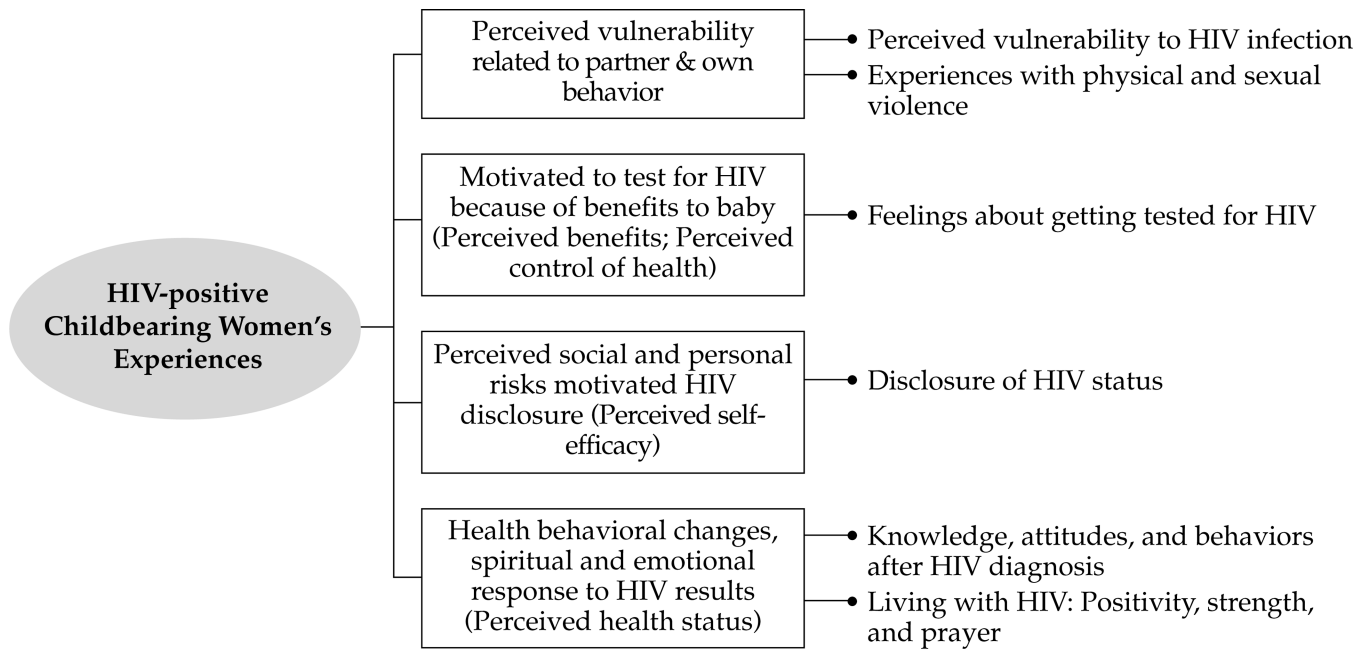 HIV-positive
Childbearing Women's
Experiences
Perceived vulnerability
related to partner & own
behavior
Perceived vulnerability to HIV infection
Experiences with physical and sexual
violence
Motivated to test for HIV
because of benefits to baby
(Perceived benefits; Perceived
control of health)
Feelings about getting tested for HIV
Perceived social and personal
risks motivated HIV
disclosure (Perceived self-
efficacy)
Disclosure of HIV status
Health behavioral changes,
spiritual and emotional
response to HIV results
(Perceived health status)
Knowledge, attitudes, and behaviors
after HIV diagnosis
Living with HIV: Positivity, strength,
and prayer